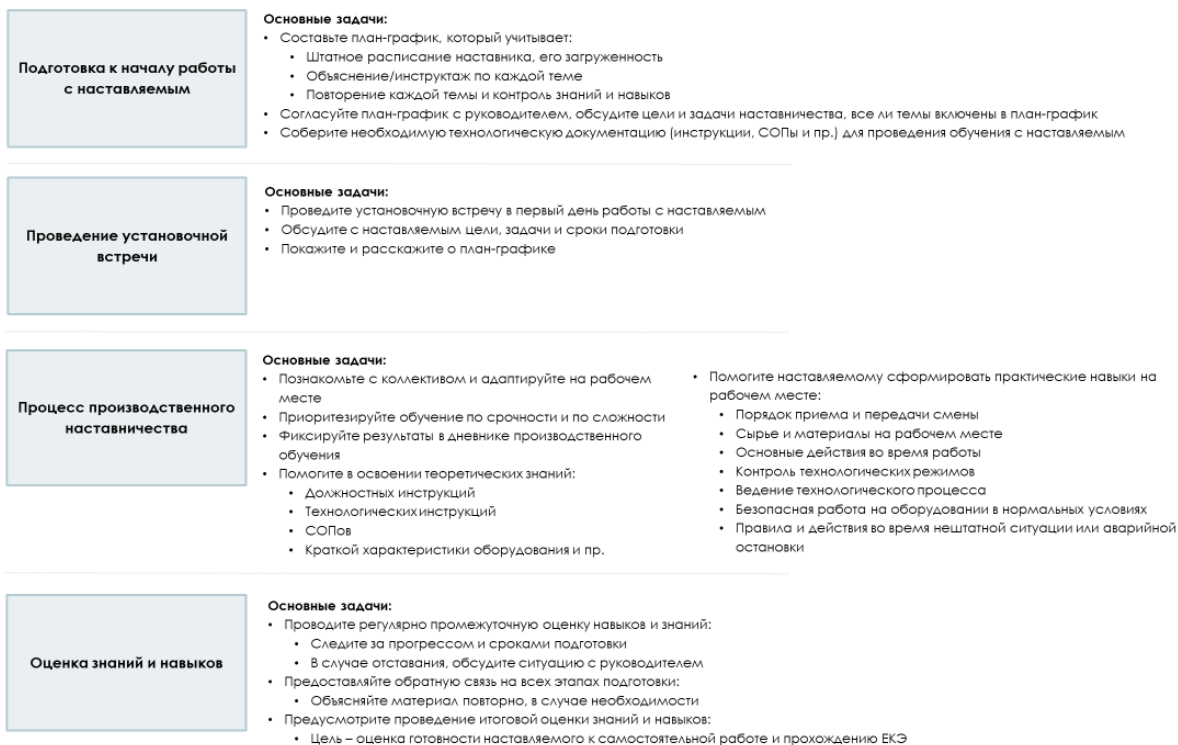 Подготовка к началу работы
с наставляемым
Основные задачи:
• Составьте план-график, который учитывает:
• Штатное расписание наставника, его загруженность
• Объяснение/инструктаж по каждой теме
• Повторение каждой темы и контроль знаний и навыков
• Согласуйте план-график с руководителем, обсудите цели и задачи наставничества, все ли темы включены в план-график
• Соберите необходимую технологическую документацию (инструкции, СОПы и пр.) для проведения обучения с наставляемым
Проведение установочной
встречи
Основные задачи:
• Проведите установочную встречу в первый день работы с наставляемым
• Обсудите с наставляемым цели, задачи и сроки подготовки
• Покажите и расскажите о план-графике
Процесс производственного
наставничества
Основные задачи:
• Познакомьте с коллективом и адаптируйте на рабочем
месте
• Приоритезируйте обучение по срочности и по сложности
• Фиксируйте результаты в дневнике производственного
обучения
• Помогите в освоении теоретических знаний:
• Должностных инструкций
• Технологических инструкций
• СОПов
• Краткой характеристики оборудования и пр.
• Помогите наставляемому сформировать практические навыки на
рабочем месте:
• Порядок приема и передачи смены
• Сырье и материалы на рабочем месте
• Основные действия во время работы
• Контроль технологических режимов
• Ведение технологического процесса
• Безопасная работа на оборудовании в нормальных условиях
• Правила и действия во время нештатной ситуации или аварийной
остановки
Оценка знаний и навыков
Основные задачи:
• Проводите регулярно промежуточную оценку навыков и знаний:
• Следите за прогрессом и сроками подготовки
• В случае отставания, обсудите ситуацию с руководителем
• Предоставляйте обратную связь на всех этапах подготовки:
• Объясняйте материал повторно, в случае необходимости
• Предусмотрите проведение итоговой оценки знаний и навыков:
• Цель – оценка готовности наставляемого к самостоятельной работе и прохождению ЕКЭ